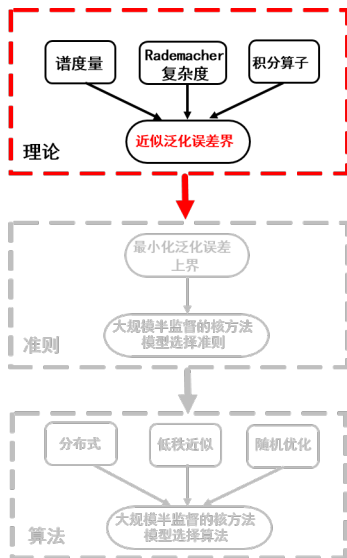 谱度量
Rademacher
复杂度
积分算子
近似泛化误差界
理论
最小化泛化误差
上界
大规模半监督的核方法
模型选择准则
准则
分布式
低秩近似
随机优化
大规模半监督的核方法
模型选择算法
算法